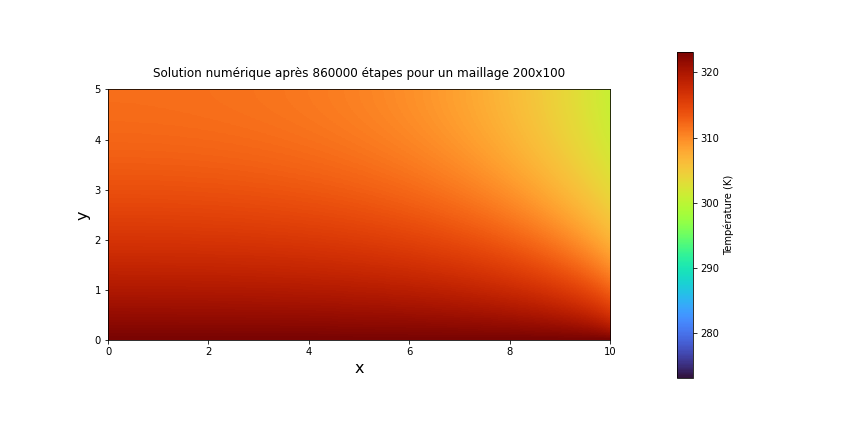 Solution numérique après 860000 étapes pour un maillage 200x100
5
4
3
2
1
0
y
0 2 4 6 8 10
x
320
310
300
290
280
Température (K)